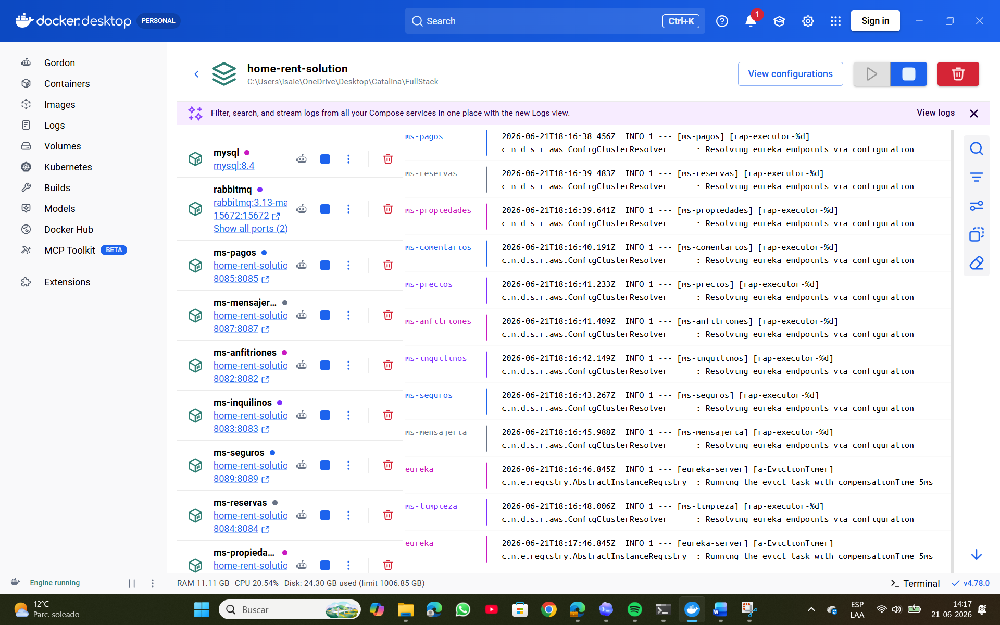 docker.desktop PERSONAL
Search Ctrl+K
1
Sign in
Gordon
Containers
Images
Logs
Volumes
Kubernetes
Builds
Models
Docker Hub
MCP Toolkit BETA
Extensions
home-rent-solution
C:\Users\isaie\OneDrive\Desktop\Catalina\FullStack
View configurations
Filter, search, and stream logs from all your Compose services in one place with the new Logs view.
View logs
mysql
mysql:8.4
rabbitmq
rabbitmq:3.13-ma
15672:15672
Show all ports (2)
ms-pagos
home-rent-solutio
8085:8085
ms-mensajer...
home-rent-solutio
8087:8087
ms-anfitriones
home-rent-solutio
8082:8082
ms-inquilinos
home-rent-solutio
8083:8083
ms-seguros
home-rent-solutio
8089:8089
ms-reservas
home-rent-solutio
8084:8084
ms-propieda...
home-rent-solutio
ms-pagos 2026-06-21T18:16:38.456Z INFO 1 --- [ms-pagos] [rap-executor-%d]
c.n.d.s.r.aws.ConfigClusterResolver : Resolving eureka endpoints via configuration
ms-reservas 2026-06-21T18:16:39.483Z INFO 1 --- [ms-reservas] [rap-executor-%d]
c.n.d.s.r.aws.ConfigClusterResolver : Resolving eureka endpoints via configuration
ms-propiedades 2026-06-21T18:16:39.641Z INFO 1 --- [ms-propiedades] [rap-executor-%d]
c.n.d.s.r.aws.ConfigClusterResolver : Resolving eureka endpoints via configuration
ms-comentarios 2026-06-21T18:16:40.191Z INFO 1 --- [ms-comentarios] [rap-executor-%d]
c.n.d.s.r.aws.ConfigClusterResolver : Resolving eureka endpoints via configuration
ms-precios 2026-06-21T18:16:41.233Z INFO 1 --- [ms-precios] [rap-executor-%d]
c.n.d.s.r.aws.ConfigClusterResolver : Resolving eureka endpoints via configuration
ms-anfitriones 2026-06-21T18:16:41.409Z INFO 1 --- [ms-anfitriones] [rap-executor-%d]
c.n.d.s.r.aws.ConfigClusterResolver : Resolving eureka endpoints via configuration
ms-inquilinos 2026-06-21T18:16:42.149Z INFO 1 --- [ms-inquilinos] [rap-executor-%d]
c.n.d.s.r.aws.ConfigClusterResolver : Resolving eureka endpoints via configuration
ms-seguros 2026-06-21T18:16:43.267Z INFO 1 --- [ms-seguros] [rap-executor-%d]
c.n.d.s.r.aws.ConfigClusterResolver : Resolving eureka endpoints via configuration
ms-mensajeria 2026-06-21T18:16:45.988Z INFO 1 --- [ms-mensajeria] [rap-executor-%d]
c.n.d.s.r.aws.ConfigClusterResolver : Resolving eureka endpoints via configuration
eureka 2026-06-21T18:16:46.845Z INFO 1 --- [eureka-server] [a-EvictionTimer]
c.n.e.registry.AbstractInstanceRegistry : Running the evict task with compensationTime 5ms
ms-limpieza 2026-06-21T18:16:48.006Z INFO 1 --- [ms-limpieza] [rap-executor-%d]
c.n.d.s.r.aws.ConfigClusterResolver : Resolving eureka endpoints via configuration
eureka 2026-06-21T18:17:46.845Z INFO 1 --- [eureka-server] [a-EvictionTimer]
c.n.e.registry.AbstractInstanceRegistry : Running the evict task with compensationTime 5ms
Engine running
RAM 11.11 GB CPU 20.54% Disk: 24.30 GB used (limit 1006.85 GB)
Terminal
v4.78.0
12°C
Parc. soleado
Buscar
ESP
LAA
14:17
21-06-2026